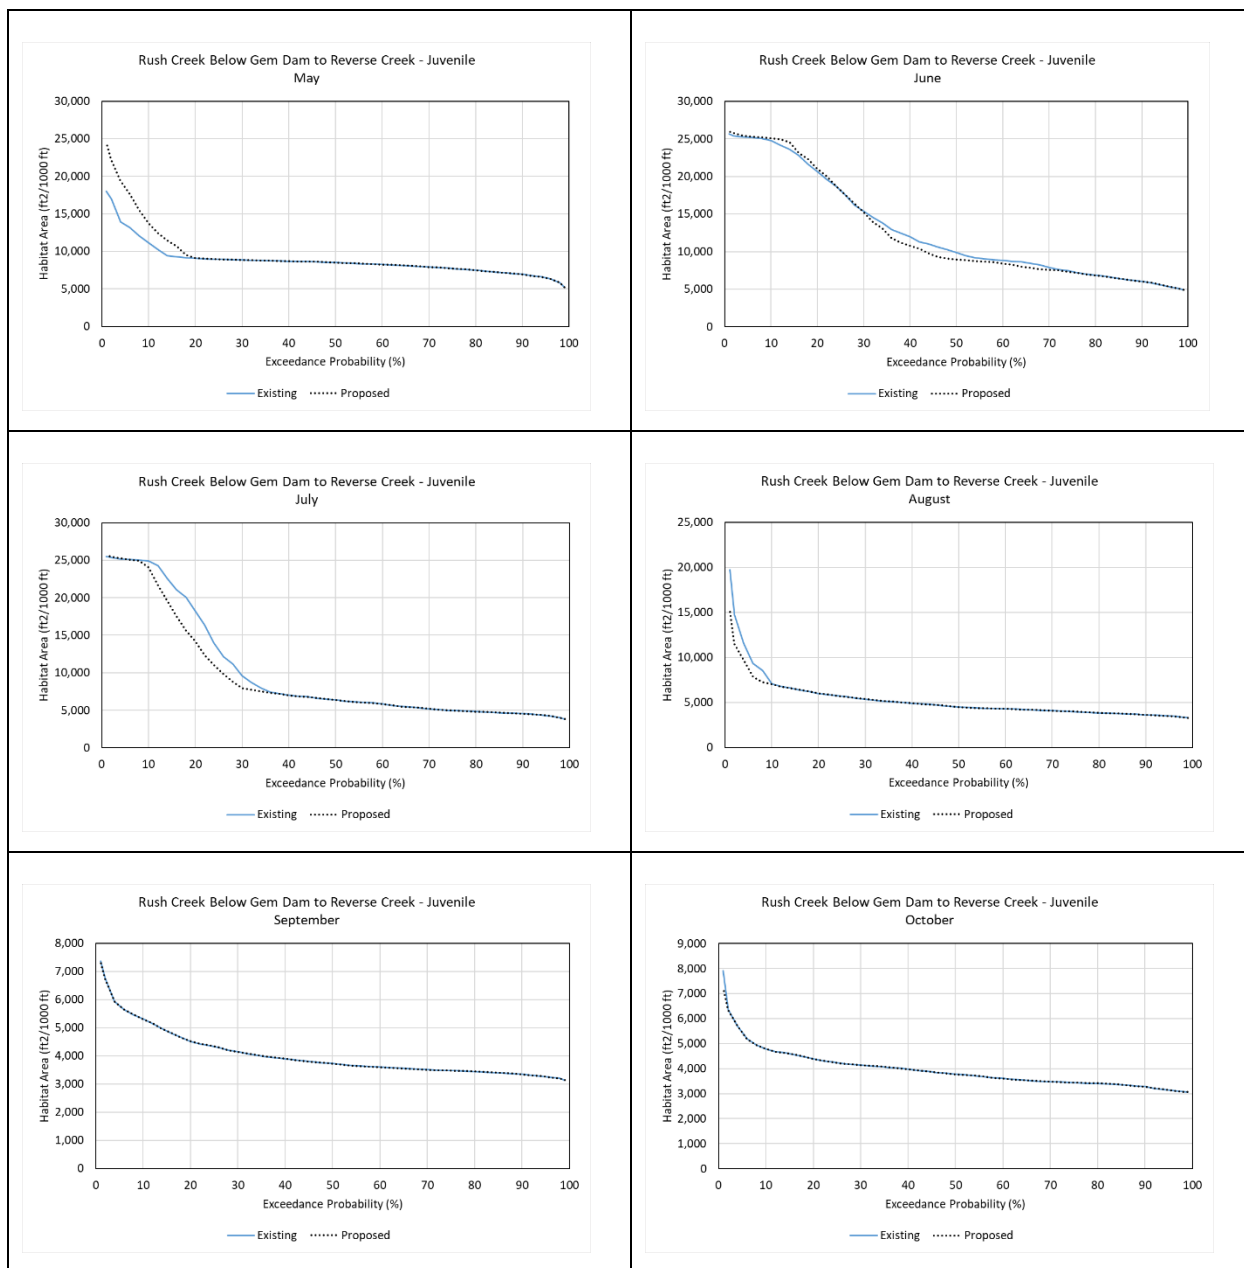 Rush Creek Below Gem Dam to Reverse Creek - Juvenile
May
30,000
25,000
20,000
15,000
10,000
5,000
0
Habitat Area (ft2/1000 ft)
0 10 20 30 40 50 60 70 80 90 100
Exceedance Probability (%)
Existing Proposed
Rush Creek Below Gem Dam to Reverse Creek - Juvenile
June
30,000
25,000
20,000
15,000
10,000
5,000
0
Habitat Area (ft2/1000 ft)
0 10 20 30 40 50 60 70 80 90 100
Exceedance Probability (%)
Existing Proposed
Rush Creek Below Gem Dam to Reverse Creek - Juvenile
July
30,000
25,000
20,000
15,000
10,000
5,000
0
Habitat Area (ft2/1000 ft)
0 10 20 30 40 50 60 70 80 90 100
Exceedance Probability (%)
Existing Proposed
Rush Creek Below Gem Dam to Reverse Creek - Juvenile
August
25,000
20,000
15,000
10,000
5,000
0
Habitat Area (ft2/1000 ft)
0 10 20 30 40 50 60 70 80 90 100
Exceedance Probability (%)
Existing Proposed
Rush Creek Below Gem Dam to Reverse Creek - Juvenile
September
8,000
7,000
6,000
5,000
4,000
3,000
2,000
1,000
0
Habitat Area (ft2/1000 ft)
0 10 20 30 40 50 60 70 80 90 100
Exceedance Probability (%)
Existing Proposed
Rush Creek Below Gem Dam to Reverse Creek - Juvenile
October
9,000
8,000
7,000
6,000
5,000
4,000
3,000
2,000
1,000
0
Habitat Area (ft2/1000 ft)
0 10 20 30 40 50 60 70 80 90 100
Exceedance Probability (%)
Existing Proposed